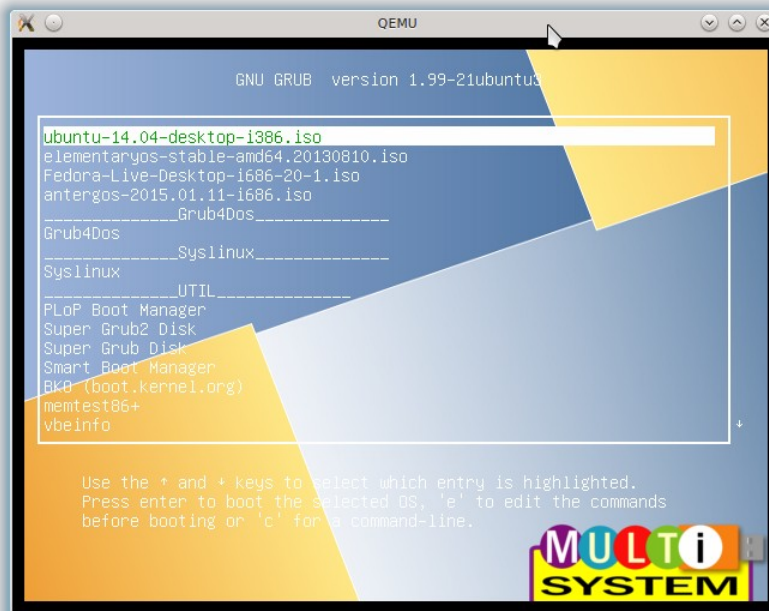 QEMU
GNU GRUB version 1.99-21ubuntu3
ubuntu-14.04-desktop-i386.iso
elementaryos-stable-amd64.20130810.iso
Fedora-Live-Desktop-i686-20-1.iso
antergos-2015.01.11-i686.iso
______________Grub4Dos______________
Grub4Dos
______________Syslinux______________
Syslinux
______________UTIL______________
PLoP Boot Manager
Super Grub2 Disk
Super Grub Disk
Smart Boot Manager
BKO (boot.kernel.org)
memtest86+
vbeinfo
↓
Use the ↑ and ↓ keys to select which entry is highlighted.
Press enter to boot the selected OS, 'e' to edit the commands
before booting or 'c' for a command-line.
MULTi
SYSTEM